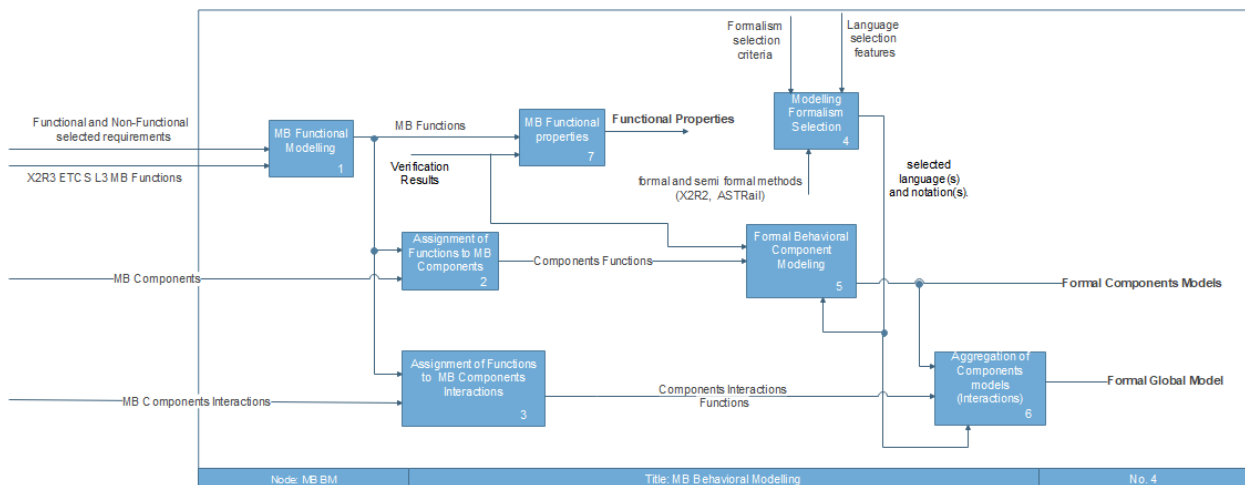 Formalism
selection
criteria
Language
selection
features
Functional and Non-Functional
selected requirements
X2R3 ETCS L3 MB Functions
MB Functional
Modelling
1
MB Functions
MB Functional
properties
7
Functional Properties
Verification
Results
Modelling
Formalism
Selection
4
formal and semi formal methods
(X2R2, ASTRail)
selected
language(s)
and notation(s).
MB Components
Assignment of
Functions to MB
Components
2
Components Functions
Formal Behavioral
Component
Modeling
5
Formal Components Models
MB Components Interactions
Assignment of Functions
to MB Components
Interactions
3
Components Interactions
Functions
Aggregation of
Components
models
(Interactions)
6
Formal Global Model
Node: MB BM
Title: MB Behavioral Modelling
No. 4